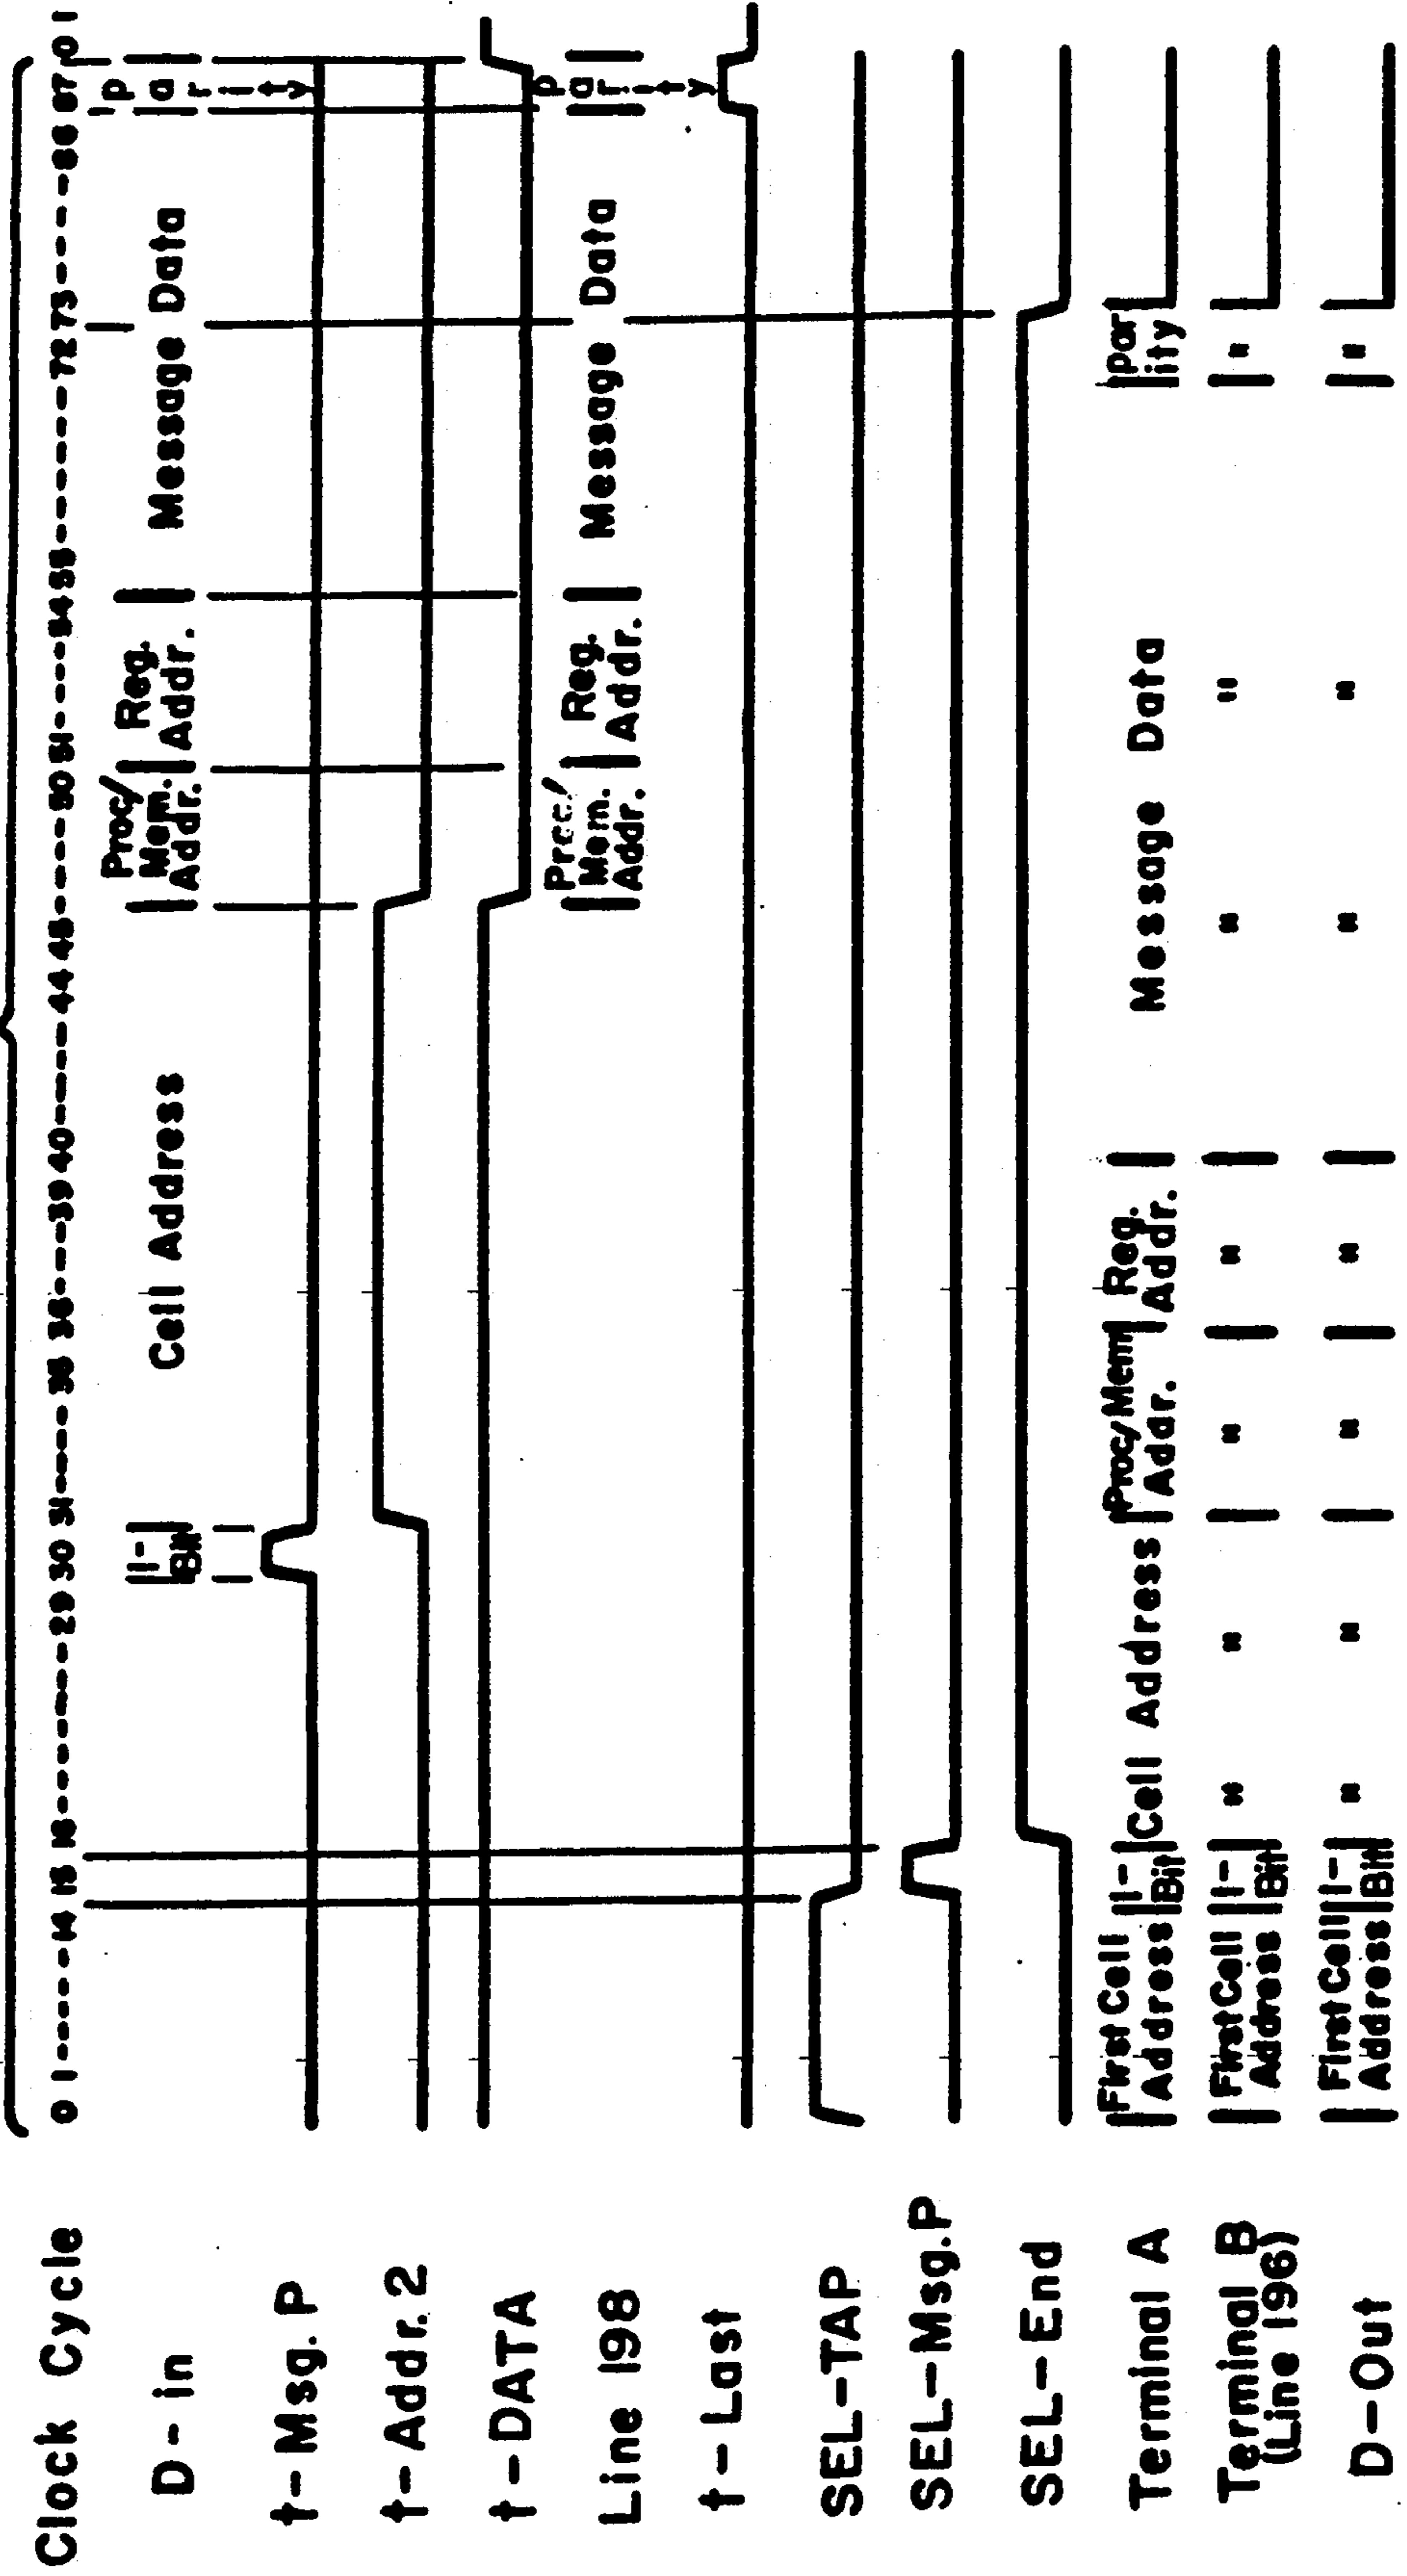 Clock Cycle 0 1-----14 15 16---------29 30 31-----35 36----39 40-----44 45-----50 51----54 55--------72 73-----86 87 0 1
D-in I-Bit Cell Address Proc/Mem. Addr. Reg. Addr. Message Data Parity
t-Msg. P
t-Addr. 2
t-DATA
Line 198 Proc/Mem. Addr. Reg. Addr. Message Data Parity
t-Last
SEL-TAP
SEL-Msg.P
SEL-End
Terminal A First Cell Address I-Bit Cell Address Proc/Mem Addr. Reg. Addr. Message Data Parity
Terminal B (Line 196) First Cell Address I-Bit " " " " " " "
D-Out First Cell Address I-Bit " " " " " " "